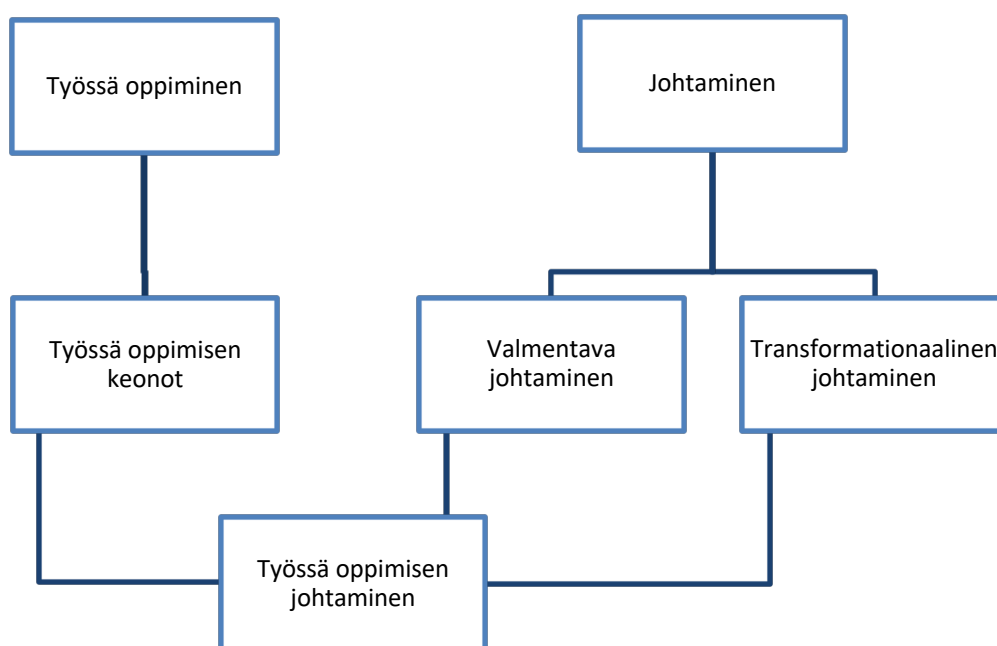 Työssä oppiminen
Johtaminen
Työssä oppimisen
keonot
Valmentava
johtaminen
Transformationaalinen
johtaminen
Työssä oppimisen
johtaminen